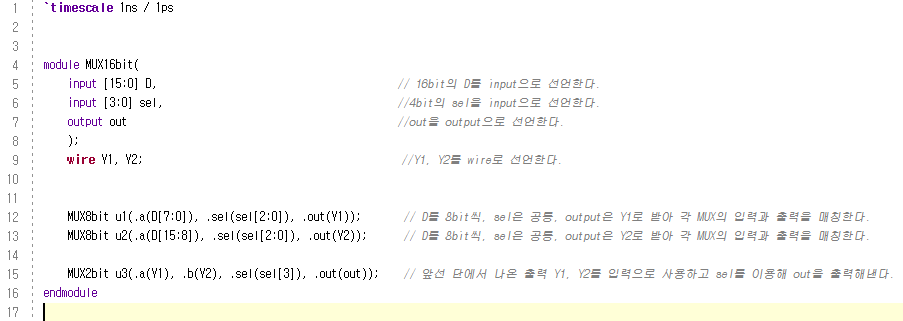 1 `timescale 1ns / 1ps
2
3
4 module MUX16bit(
5 input [15:0] D, // 16bit의 D를 input으로 선언한다.
6 input [3:0] sel, //4bit의 sel을 input으로 선언한다.
7 output out //out을 output으로 선언한다.
8 );
9 wire Y1, Y2; //Y1, Y2를 wire로 선언한다.
10
11
12 MUX8bit u1(.a(D[7:0]), .sel(sel[2:0]), .out(Y1)); // D를 8bit씩, sel은 공통, output은 Y1로 받아 각 MUX의 입력과 출력을 매칭한다.
13 MUX8bit u2(.a(D[15:8]), .sel(sel[2:0]), .out(Y2)); // D를 8bit씩, sel은 공통, output은 Y2로 받아 각 MUX의 입력과 출력을 매칭한다.
14
15 MUX2bit u3(.a(Y1), .b(Y2), .sel(sel[3]), .out(out)); // 앞선 단에서 나온 출력 Y1, Y2를 입력으로 사용하고 sel를 이용해 out을 출력해낸다.
16 endmodule
17